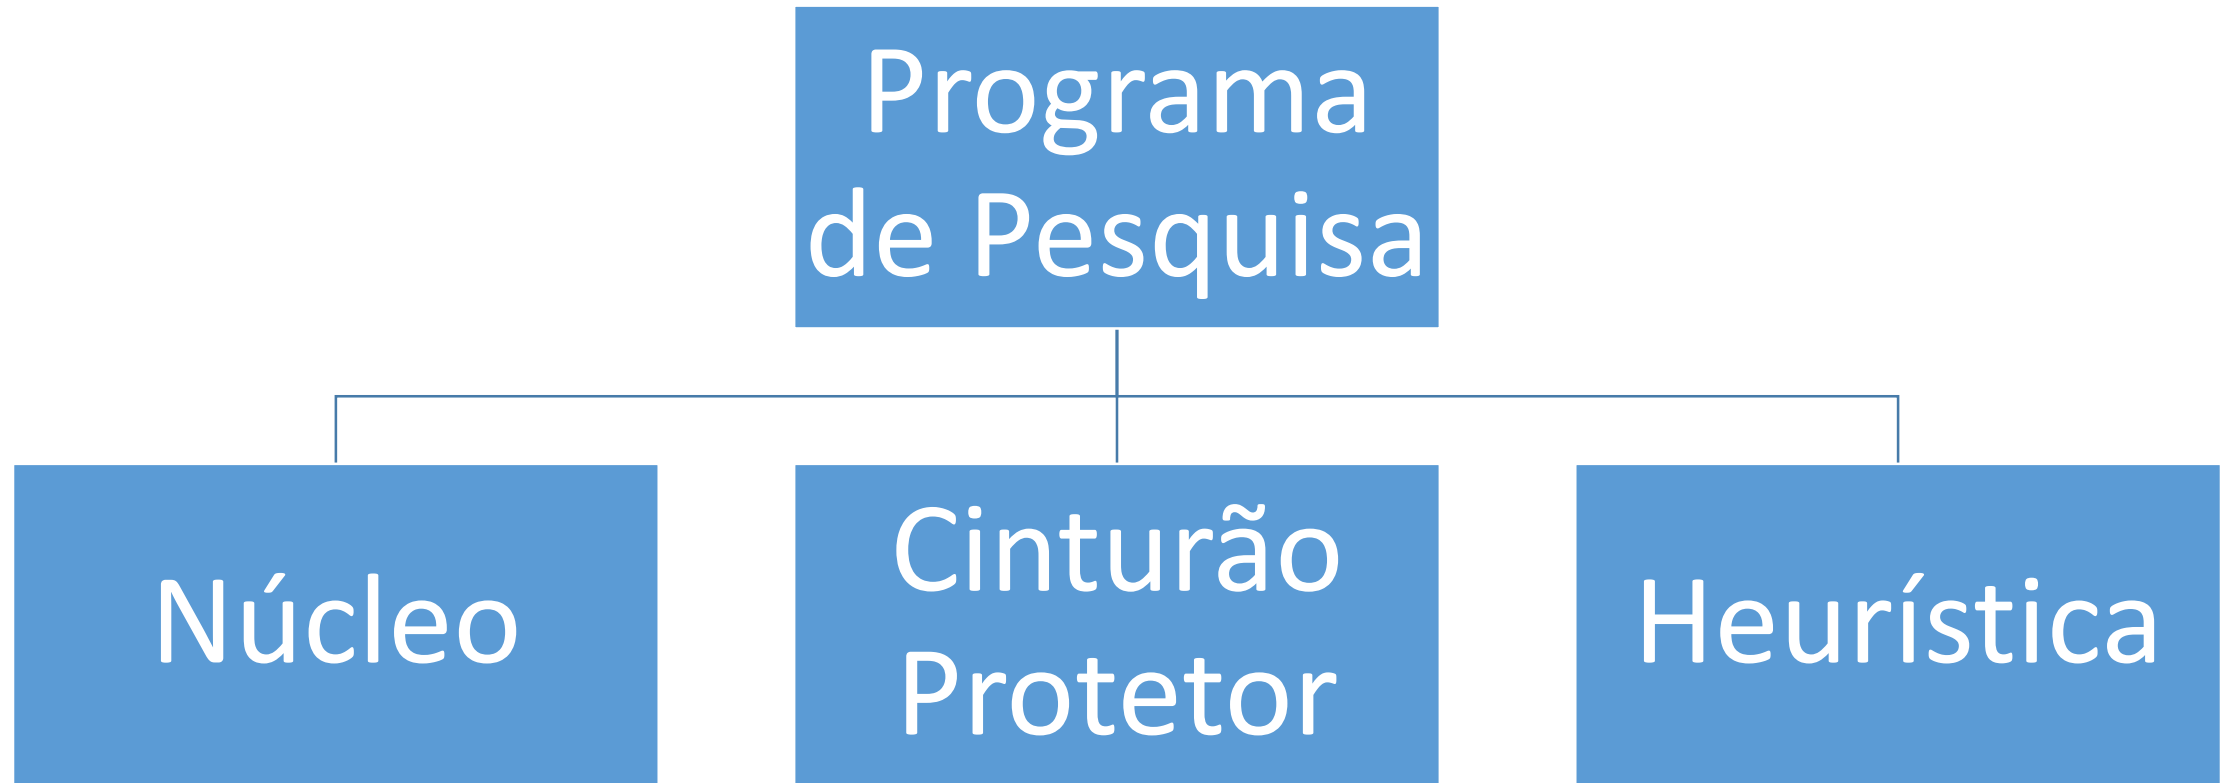 Programa
de Pesquisa
Núcleo
Cinturão
Protetor
Heurística